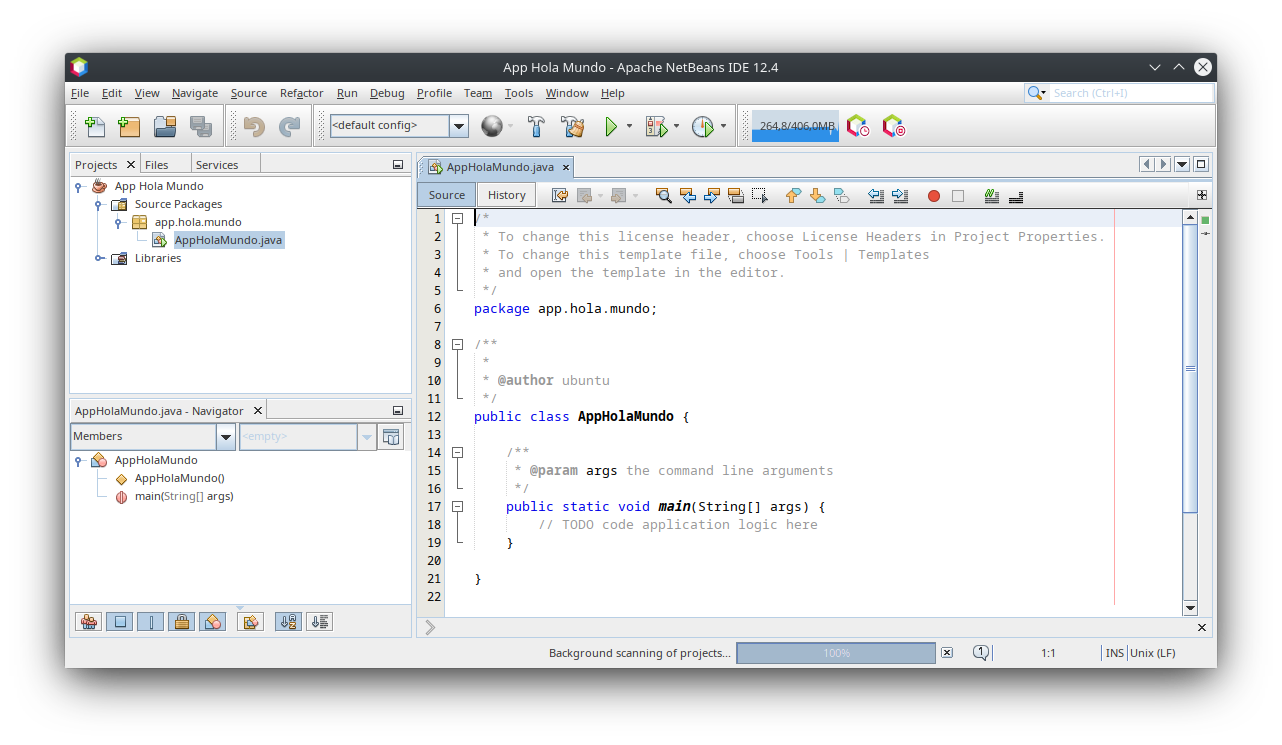 App Hola Mundo - Apache NetBeans IDE 12.4
File Edit View Navigate Source Refactor Run Debug Profile Team Tools Window Help
Search (Ctrl+I)
<default config>
264,8/406,0MB
Projects Files Services
App Hola Mundo
Source Packages
app.hola.mundo
AppHolaMundo.java
Libraries
AppHolaMundo.java - Navigator
Members <empty>
AppHolaMundo
AppHolaMundo()
main(String[] args)
AppHolaMundo.java
Source History
1 /*
2 * To change this license header, choose License Headers in Project Properties.
3 * To change this template file, choose Tools | Templates
4 * and open the template in the editor.
5 */
6 package app.hola.mundo;
7
8 /**
9 *
10 * @author ubuntu
11 */
12 public class AppHolaMundo {
13
14 /**
15 * @param args the command line arguments
16 */
17 public static void main(String[] args) {
18 // TODO code application logic here
19 }
20
21 }
22
Background scanning of projects... 100% 1 1:1 INS Unix (LF)